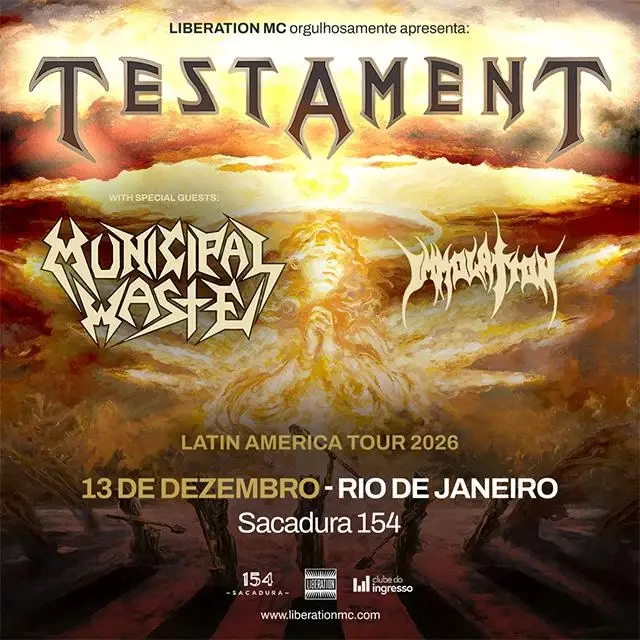 LIBERATION MC orgulhosamente apresenta:
TESTAMENT
WITH SPECIAL GUESTS:
MUNICIPAL
WASTE
IMMOLATION
LATIN AMERICA TOUR 2026
13 DE DEZEMBRO - RIO DE JANEIRO
Sacadura 154
154
SACADURA
LIBERATION
clube do
ingresso
www.liberationmc.com